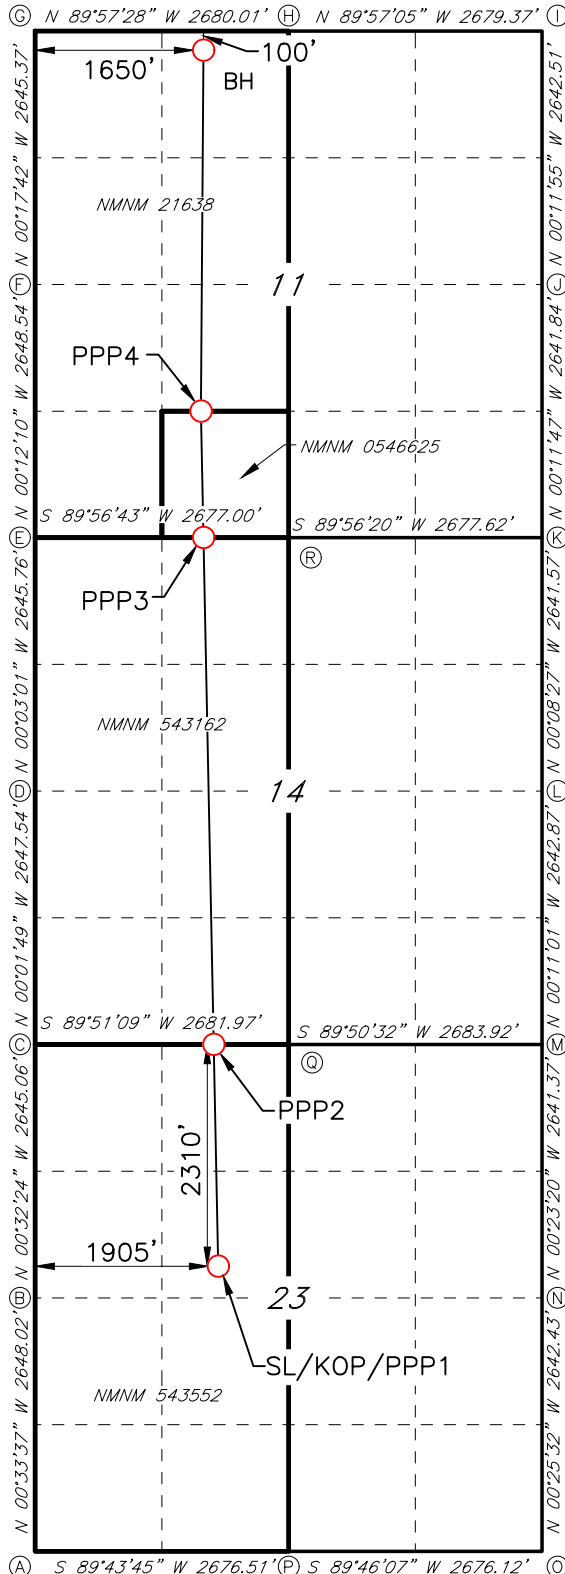 G N 89°57'28" W 2680.01' H N 89°57'05" W 2679.37' I
1650'
100'
BH
N 00°17'42" W 2645.37'
N 00°11'55" W 2642.51'
NMNM 21638
F
11
J
PPP4
N 00°12'10" W 2648.54'
N 00°11'47" W 2641.84'
NMNM 0546625
S 89°56'43" W 2677.00'
S 89°56'20" W 2677.62'
E
K
R
PPP3
N 00°03'01" W 2645.76'
N 00°08'27" W 2641.57'
NMNM 543162
D
14
L
N 00°01'49" W 2647.54'
N 00°11'01" W 2642.87'
S 89°51'09" W 2681.97'
S 89°50'32" W 2683.92'
C
M
Q
PPP2
2310'
N 00°32'24" W 2645.06'
N 00°23'20" W 2641.37'
1905'
B
23
N
SL/KOP/PPP1
NMNM 543552
N 00°33'37" W 2648.02'
N 00°25'32" W 2642.43'
A S 89°43'45" W 2676.51' P S 89°46'07" W 2676.12' O